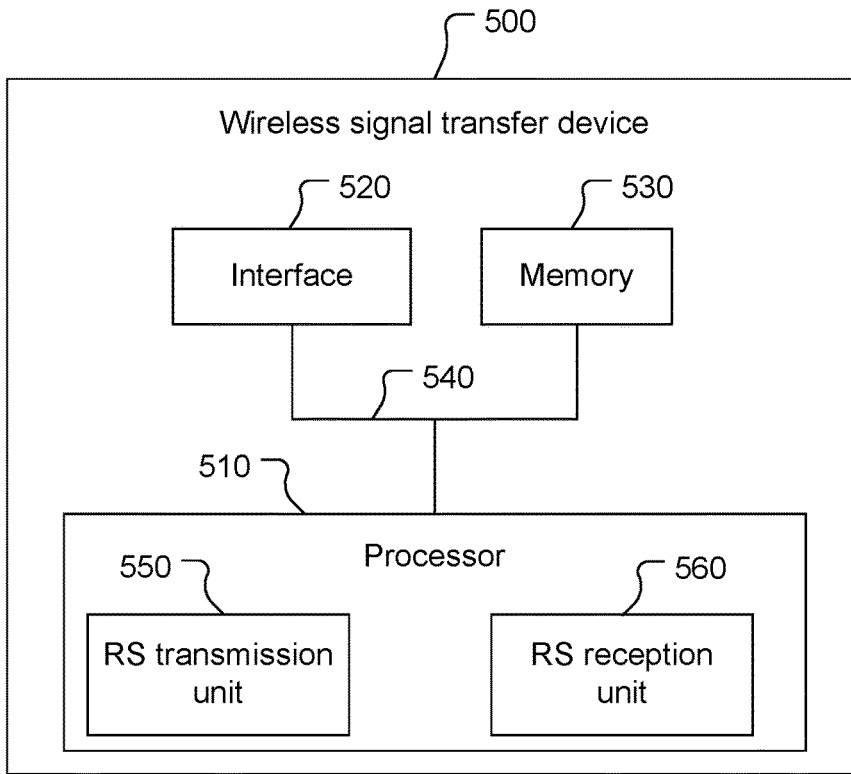 500
Wireless signal transfer device
520
530
Interface
Memory
540
510
Processor
550
560
RS transmission
unit
RS reception
unit